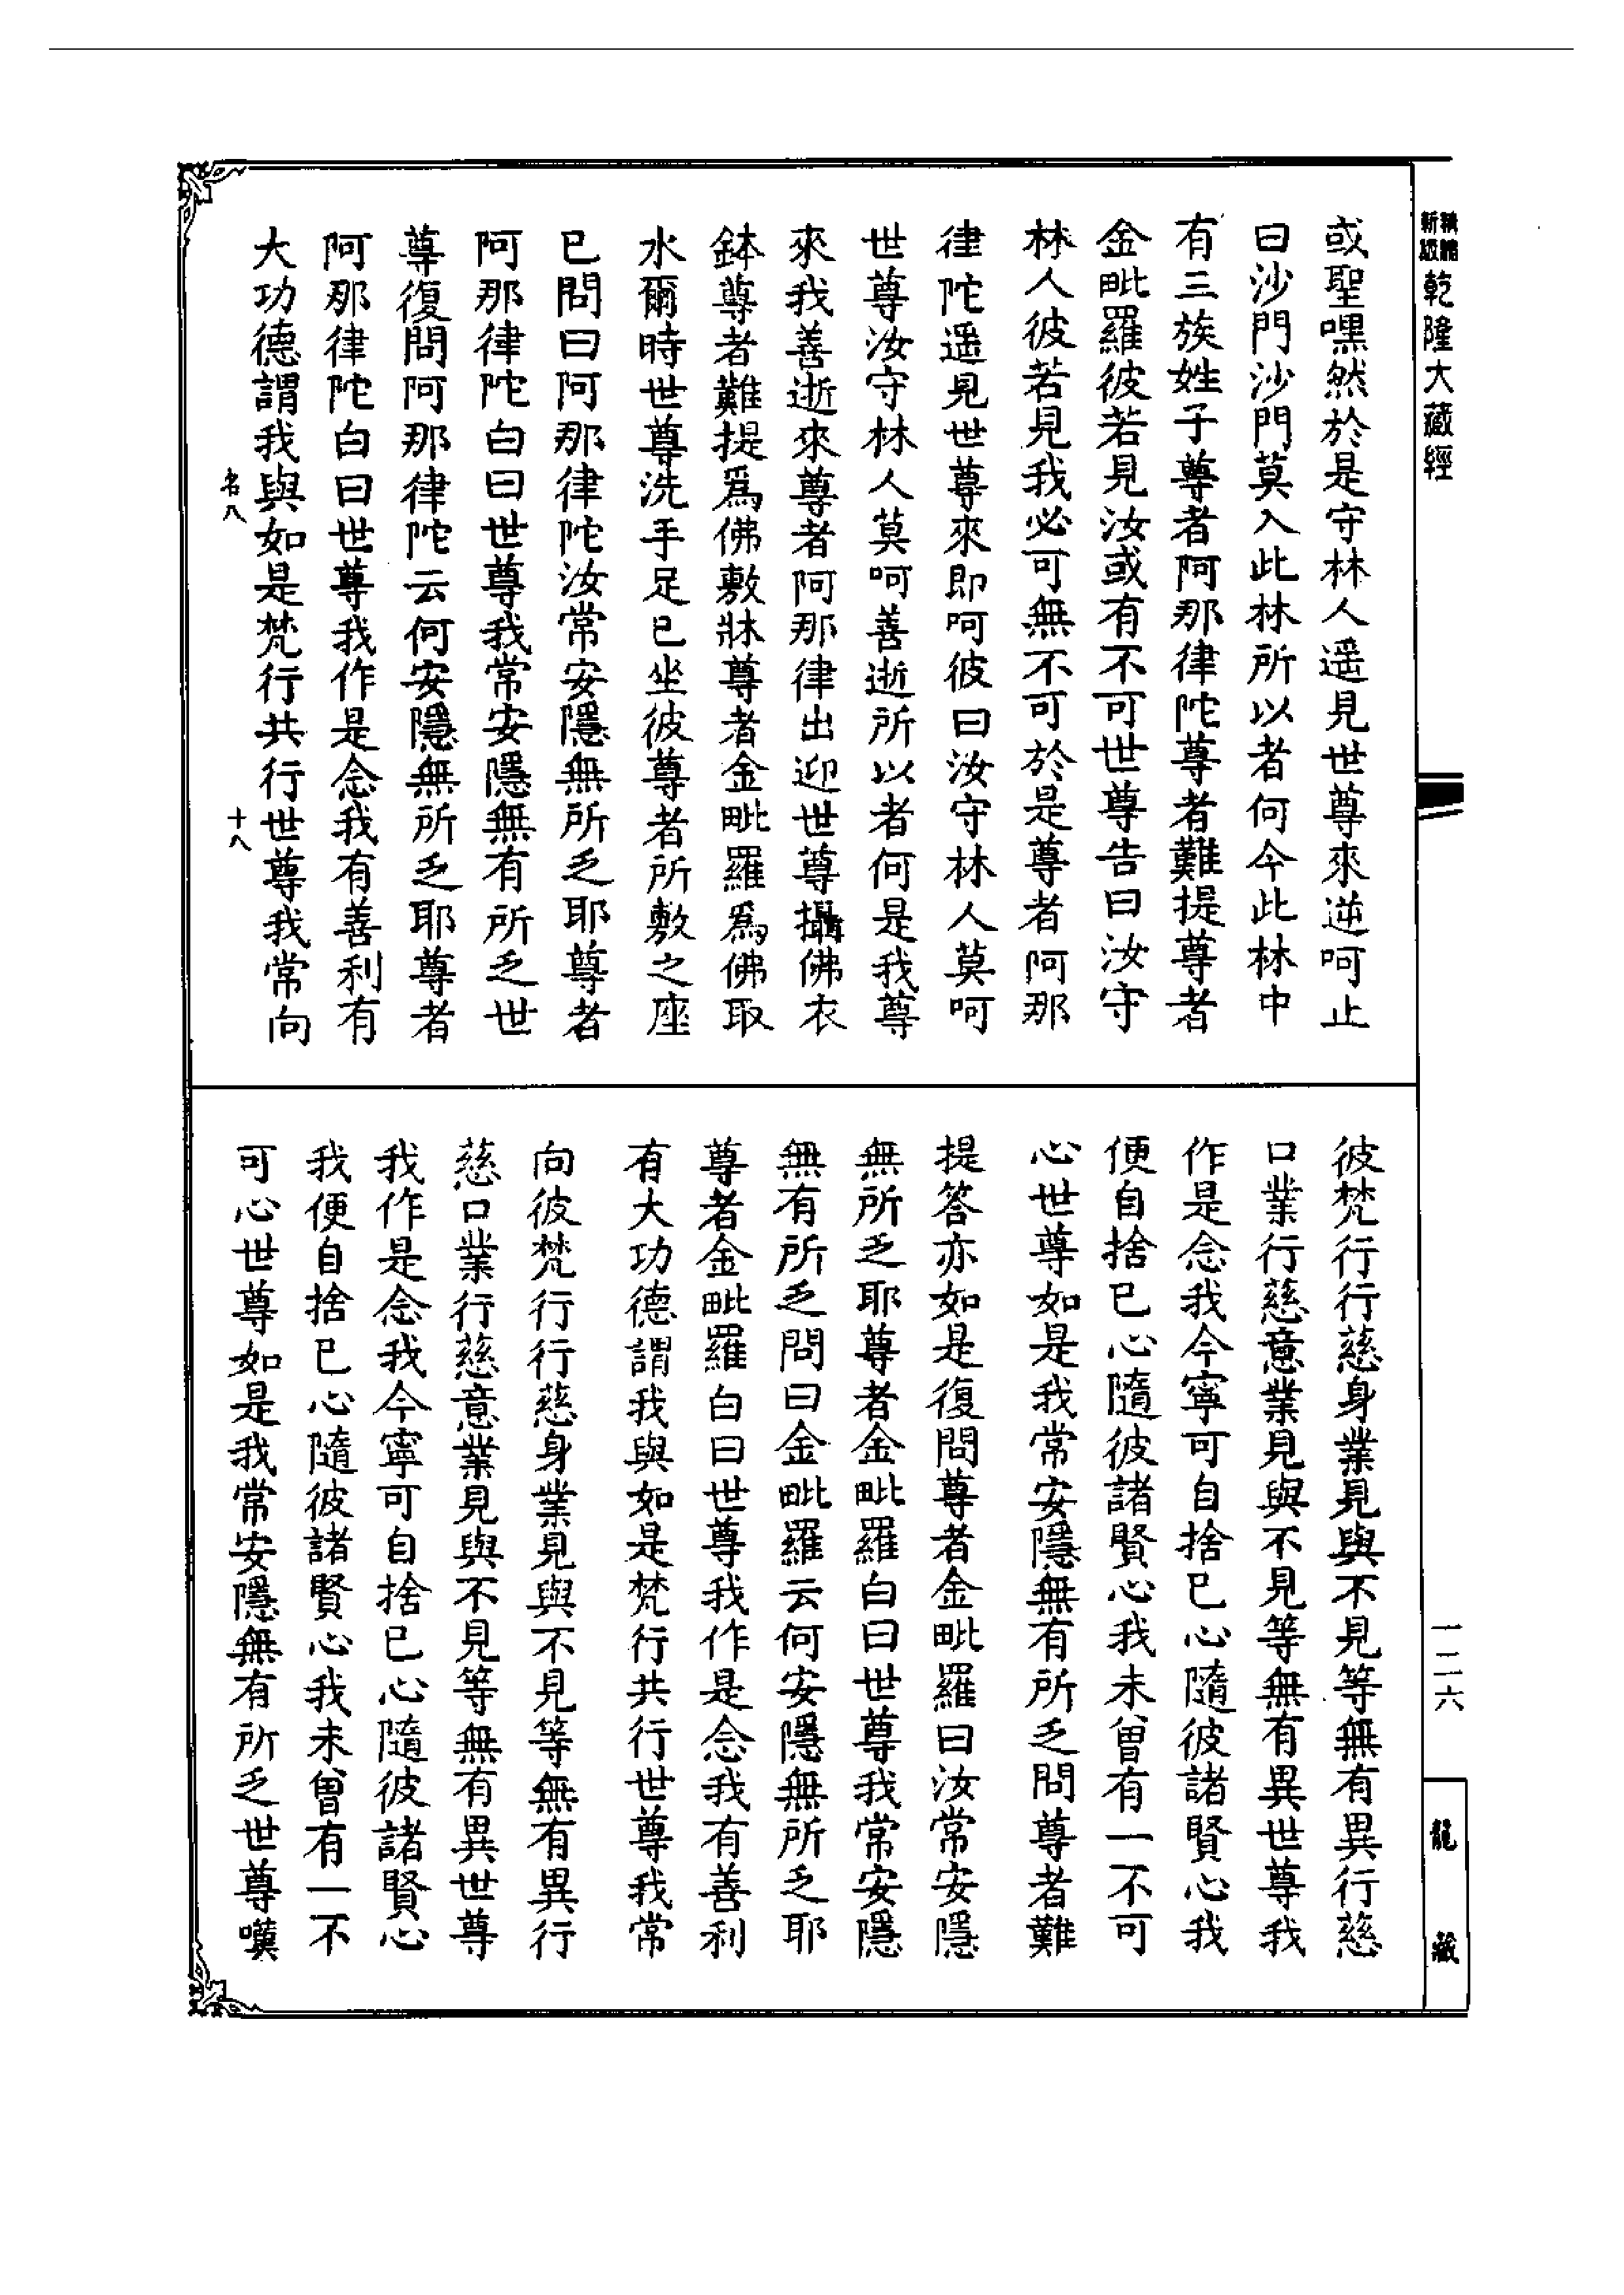 新編縮本乾隆大藏經
或聖嘿然於是守林人遥見世尊來逆呵止
曰沙門沙門莫入此林所以者何今此林中
有三族姓子尊者阿那律陀尊者難提尊者
金毗羅彼若見汝或有不可世尊告曰汝守
林人彼若見我必可無不可於是尊者阿那
律陀遥見世尊來即呵彼曰汝守林人莫呵
世尊汝守林人莫呵善逝所以者何是我尊
來我善逝來尊者阿那律出迎世尊攝佛衣
鉢尊者難提爲佛敷牀尊者金毗羅爲佛取
水爾時世尊洗手足已坐彼尊者所敷之座
已問曰阿那律陀汝常安隱無所乏耶尊者
阿那律陀白曰世尊我常安隱無有所乏世
尊復問阿那律陀云何安隱無所乏耶尊者
阿那律陀白曰世尊我作是念我有善利有
大功德謂我與如是梵行共行世尊我常向
名八
十八
彼梵行行慈身業見與不見等無有異行慈
口業行慈意業見與不見等無有異世尊我
作是念我今寧可自捨已心隨彼諸賢心我
便自捨已心隨彼諸賢心我未曾有一不可
心世尊如是我常安隱無有所乏問尊者難
提答亦如是復問尊者金毗羅曰汝常安隱
無所乏耶尊者金毗羅白曰世尊我常安隱
無有所乏問曰金毗羅云何安隱無所乏耶
尊者金毗羅白曰世尊我作是念我有善利
有大功德謂我與如是梵行共行世尊我常
向彼梵行行慈身業見與不見等無有異行
慈口業行慈意業見與不見等無有異世尊
我作是念我今寧可自捨已心隨彼諸賢心
我便自捨已心隨彼諸賢心我未曾有一不
可心世尊如是我常安隱無有所乏世尊嘆
一二六
龍藏